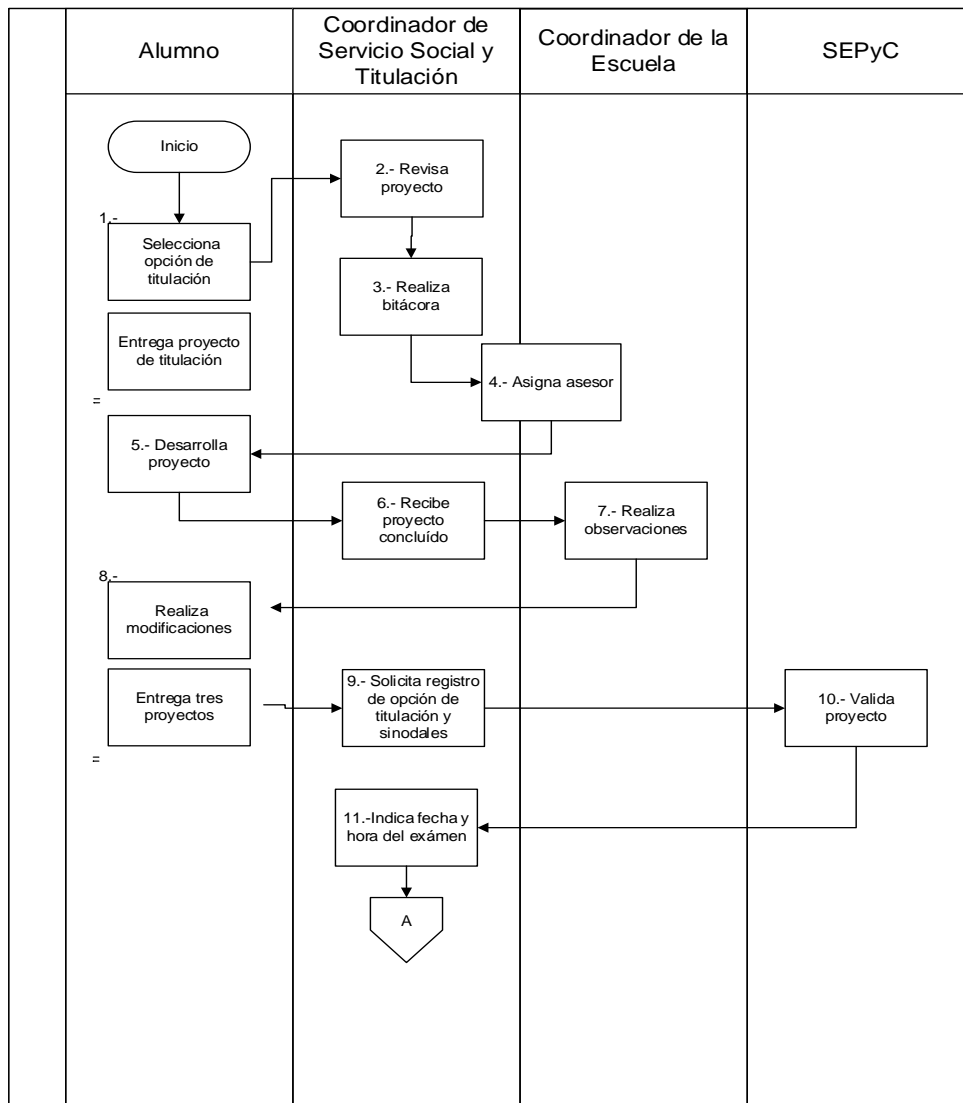 Alumno
Coordinador de
Servicio Social y
Titulación
Coordinador de la
Escuela
SEPyC
Inicio
1.-
Selecciona
opción de
titulación
2.- Revisa
proyecto
3.- Realiza
bitácora
Entrega proyecto
de titulación
=
4.- Asigna asesor
5.- Desarrolla
proyecto
6.- Recibe
proyecto
concluído
7.- Realiza
observaciones
8.-
Realiza
modificaciones
Entrega tres
proyectos
=
9.- Solicita registro
de opción de
titulación y
sinodales
10.- Valida
proyecto
11.-Indica fecha y
hora del exámen
A